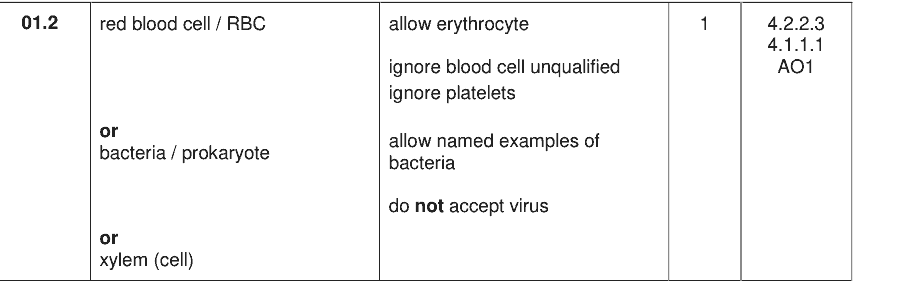 01.2
red blood cell / RBC
allow erythrocyte
1
4.2.2.3
4.1.1.1
AO1
ignore blood cell unqualified
ignore platelets
or
bacteria / prokaryote
allow named examples of
bacteria
do not accept virus
or
xylem (cell)